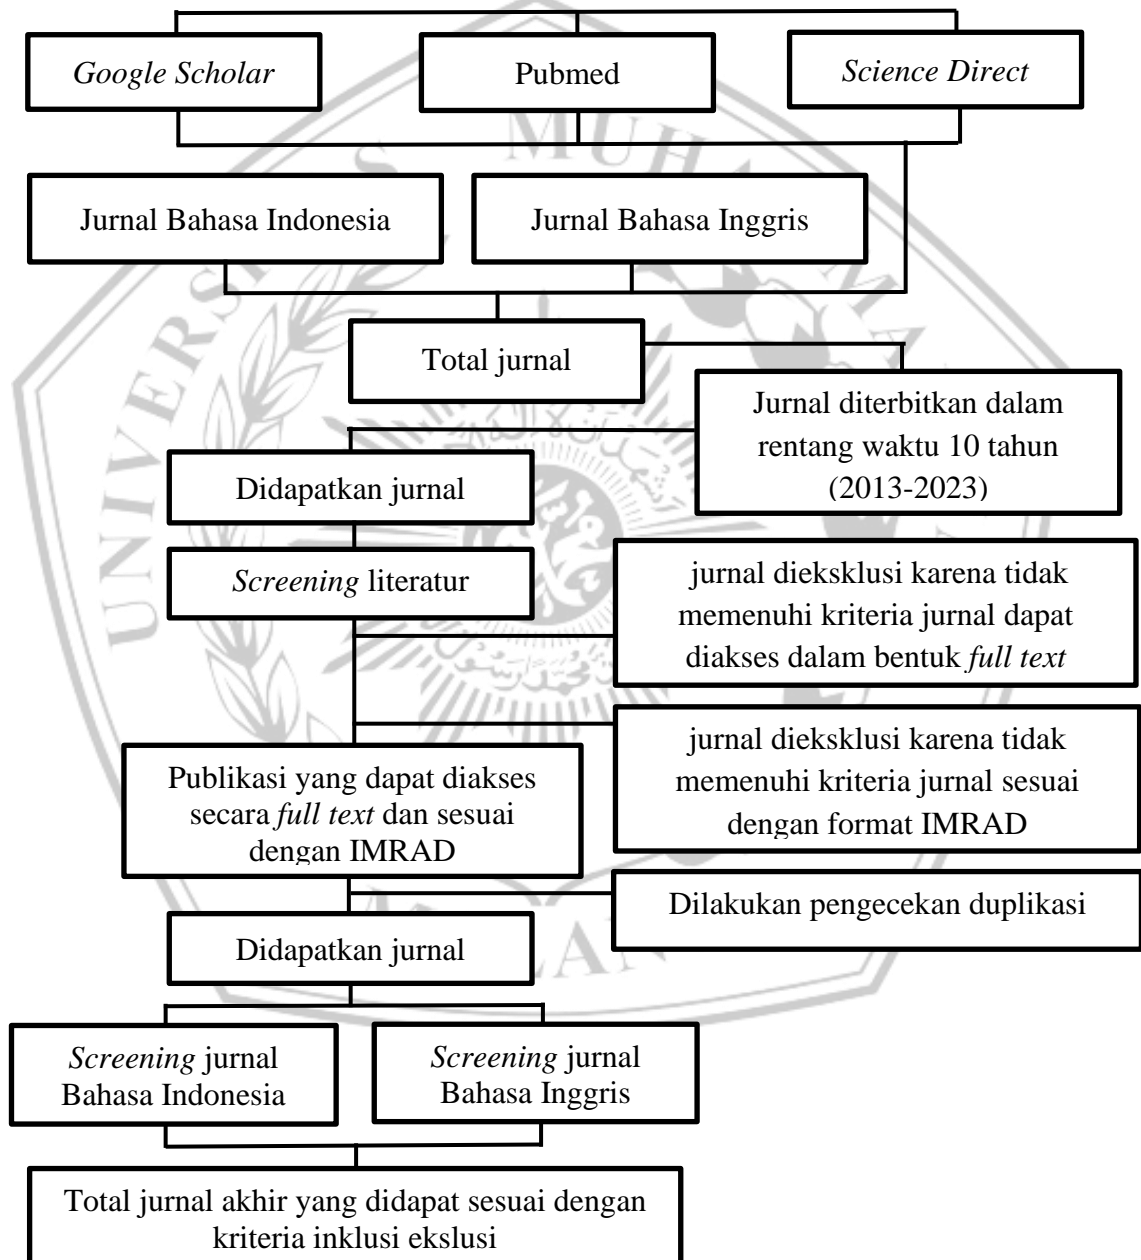 Google Scholar
Pubmed
Science Direct
Jurnal Bahasa Indonesia
Jurnal Bahasa Inggris
Total jurnal
Jurnal diterbitkan dalam
rentang waktu 10 tahun
(2013-2023)
Didapatkan jurnal
Screening literatur
jurnal dieksklusi karena tidak
memenuhi kriteria jurnal dapat
diakses dalam bentuk full text
jurnal dieksklusi karena tidak
memenuhi kriteria jurnal sesuai
dengan format IMRAD
Publikasi yang dapat diakses
secara full text dan sesuai
dengan IMRAD
Dilakukan pengecekan duplikasi
Didapatkan jurnal
Screening jurnal
Bahasa Indonesia
Screening jurnal
Bahasa Inggris
Total jurnal akhir yang didapat sesuai dengan
kriteria inklusi ekslusi